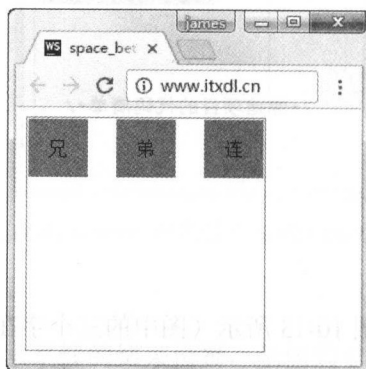 james
WS space_bet
www.itxdl.cn
兄 弟 连